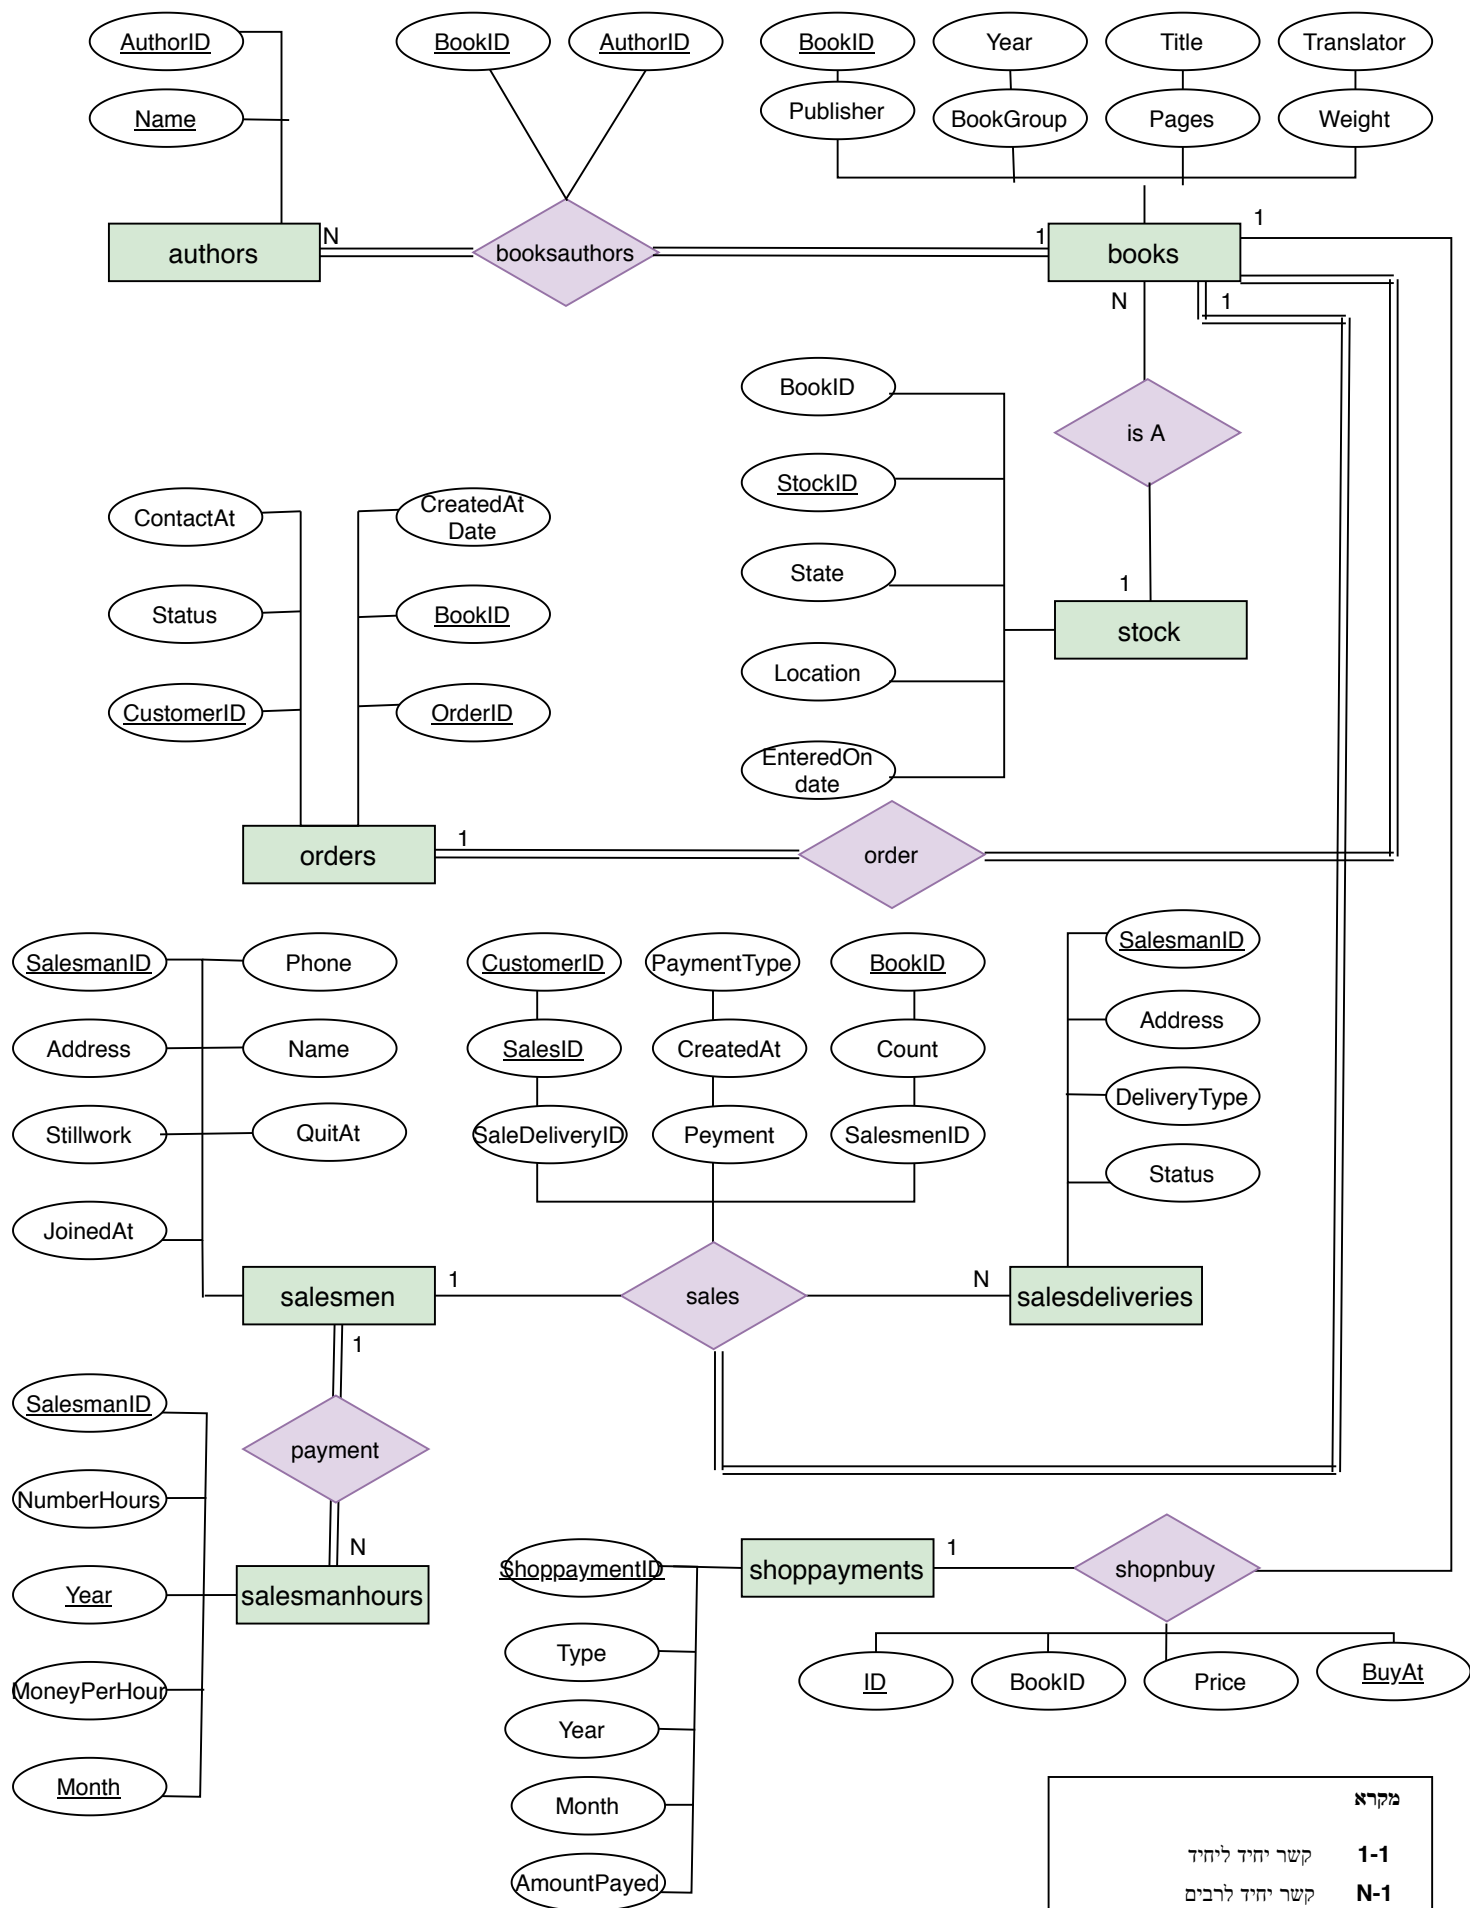 AuthorID
BookID
AuthorID
BookID
Year
Title
Translator
Name
Publisher
BookGroup
Pages
Weight
authors
N
booksauthors
1
books
1
N
1
BookID
is A
StockID
ContactAt
CreatedAt
Date
State
1
Status
BookID
stock
Location
CustomerID
OrderID
EnteredOn
date
orders
1
order
SalesmanID
Phone
CustomerID
PaymentType
BookID
SalesmanID
Address
Name
SalesID
CreatedAt
Count
Address
DeliveryType
Stillwork
QuitAt
SaleDeliveryID
Peyment
SalesmenID
Status
JoinedAt
salesmen
1
sales
N
salesdeliveries
1
SalesmanID
payment
NumberHours
N
Year
salesmanhours
ShoppaymentID
shoppayments
1
shopnbuy
MoneyPerHour
Type
ID
BookID
Price
BuyAt
Year
Month
Month
AmountPayed
מקרא
1-1 קשר יחיד ליחיד
N-1 קשר יחיד לרבים